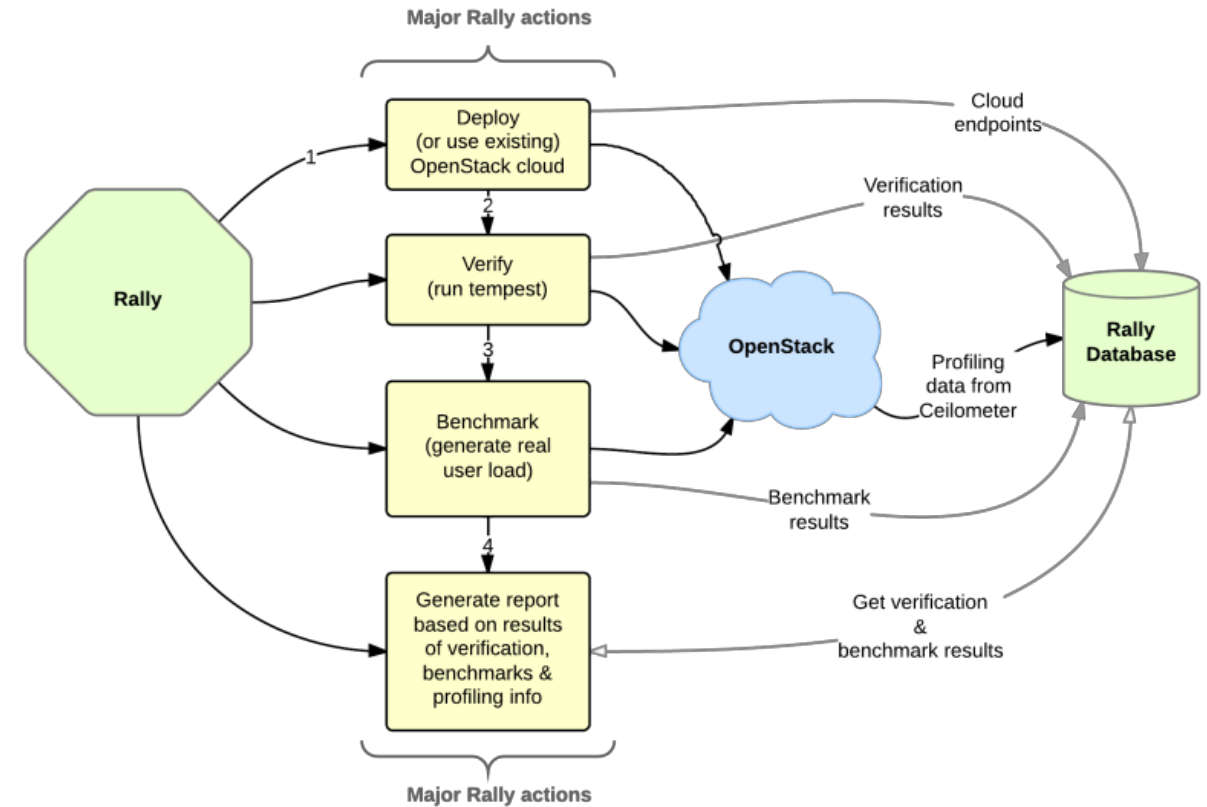 Major Rally actions
Deploy
(or use existing)
OpenStack cloud
Cloud
endpoints
1
2
Verification
results
Verify
(run tempest)
Rally
3
OpenStack
Rally
Database
Profiling
data from
Ceilometer
Benchmark
(generate real
user load)
Benchmark
results
4
Generate report
based on results
of verification,
benchmarks &
profiling info
Get verification
&
benchmark results
Major Rally actions